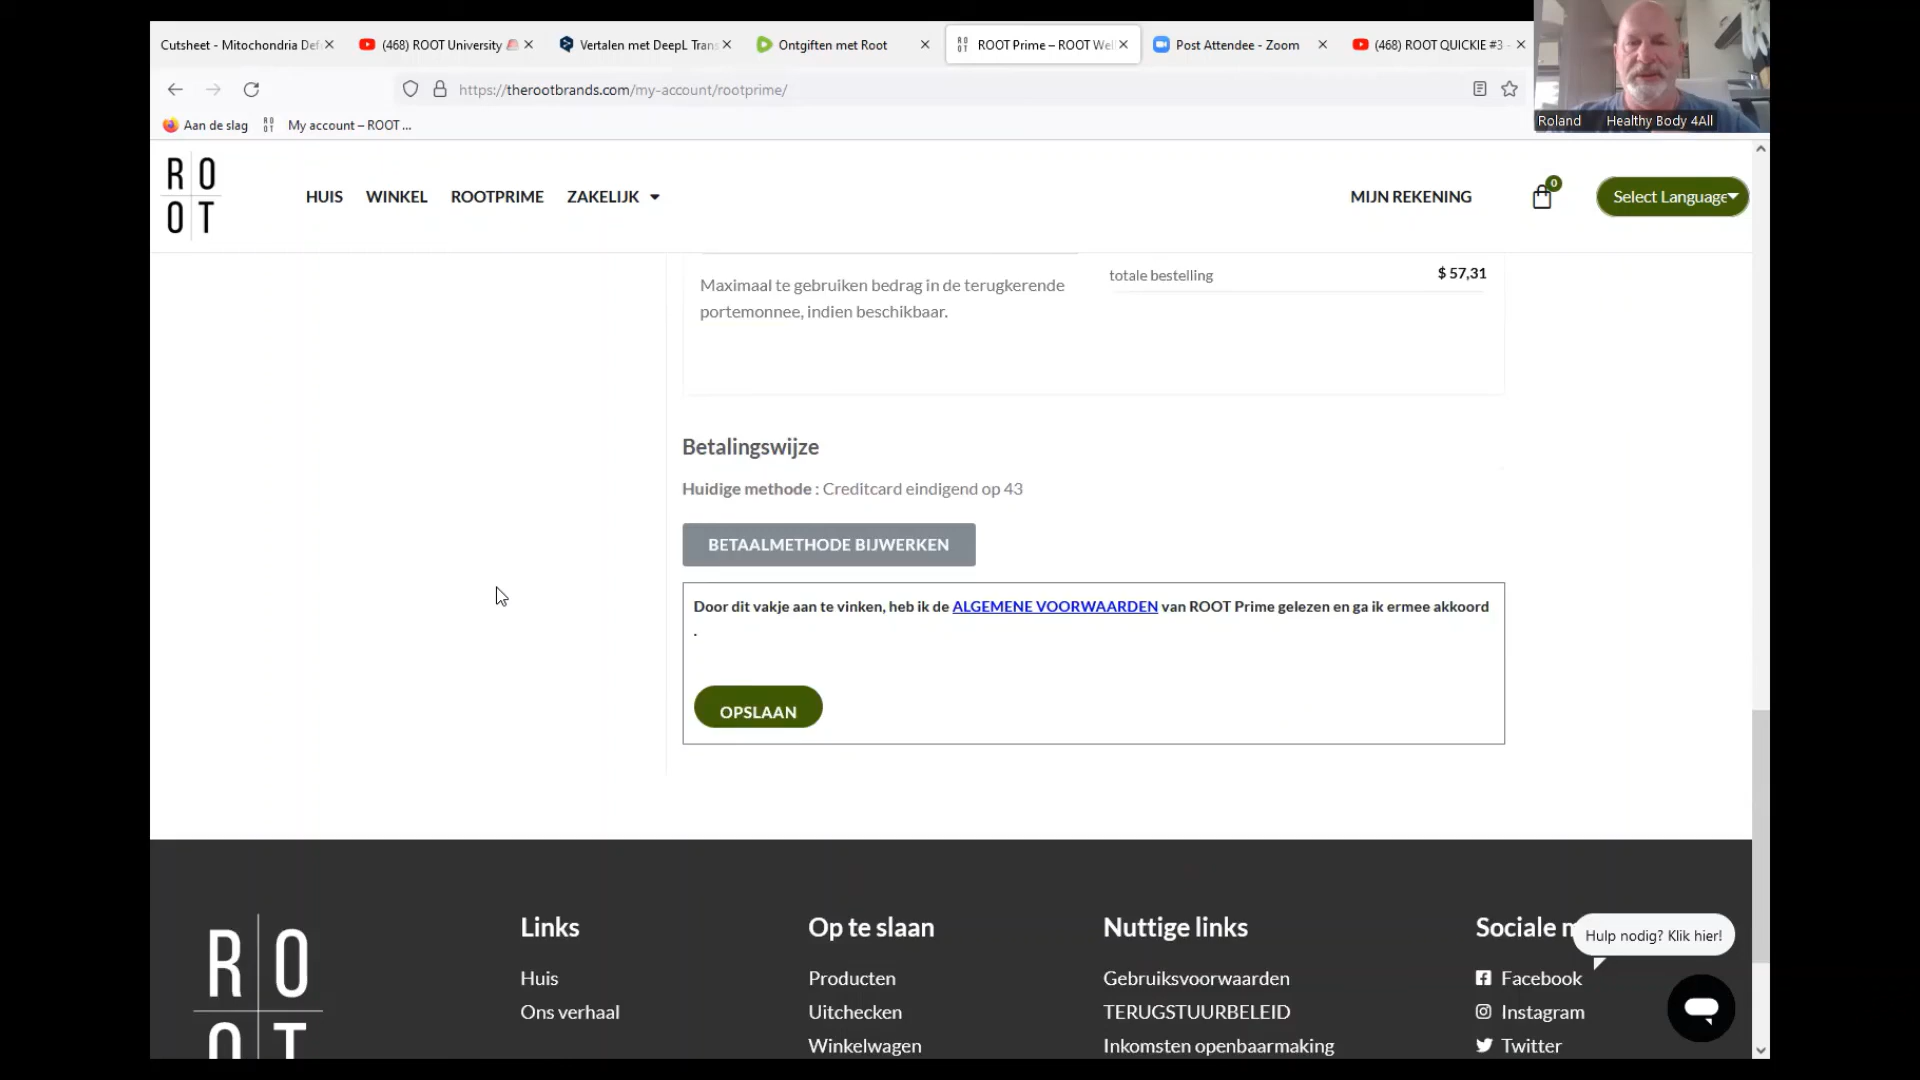 Cutsheet - Mitochondria Def
(468) ROOT University
Vertalen met DeepL Trans
Ontgiften met Root
ROOT Prime – ROOT Wel
Post Attendee - Zoom
(468) ROOT QUICKIE #3 -
https://therootbrands.com/my-account/rootprime/
Aan de slag
My account – ROOT ...
Roland Healthy Body 4All
RO
OT
HUIS
WINKEL
ROOTPRIME
ZAKELIJK
MIJN REKENING
0
Select Language
totale bestelling
$ 57,31
Maximaal te gebruiken bedrag in de terugkerende
portemonnee, indien beschikbaar.
Betalingswijze
Huidige methode : Creditcard eindigend op 43
BETAALMETHODE BIJWERKEN
Door dit vakje aan te vinken, heb ik de ALGEMENE VOORWAARDEN van ROOT Prime gelezen en ga ik ermee akkoord
.
OPSLAAN
RO
OT
Links
Huis
Ons verhaal
Op te slaan
Producten
Uitchecken
Winkelwagen
Nuttige links
Gebruiksvoorwaarden
TERUGSTUURBELEID
Inkomsten openbaarmaking
Sociale m
Facebook
Instagram
Twitter
Hulp nodig? Klik hier!